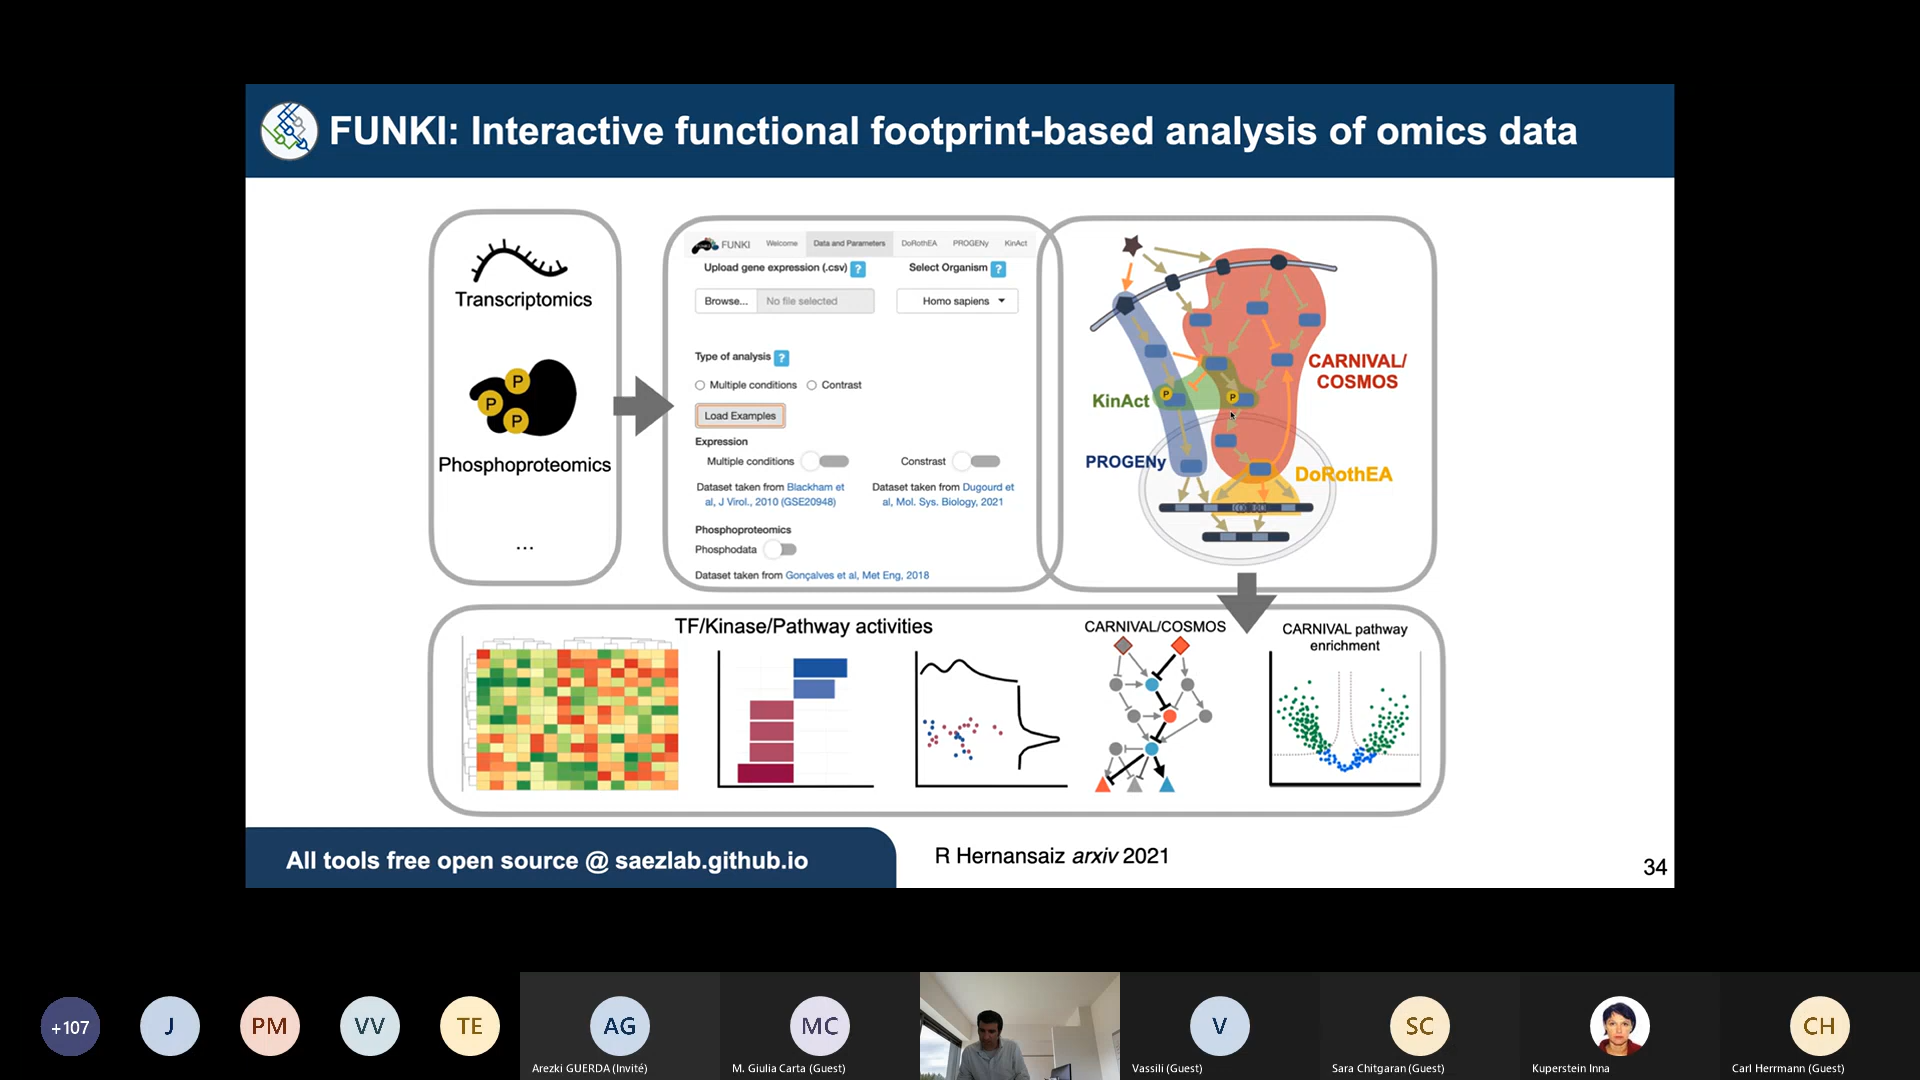 FUNKI: Interactive functional footprint-based analysis of omics data
Transcriptomics
P
P
P
Phosphoproteomics
...
FUNKI
Welcome
Data and Parameters
DoRothEA
PROGENy
KinAct
Upload gene expression (.csv) ?
Select Organism ?
Browse...
No file selected
Homo sapiens
Type of analysis ?
Multiple conditions
Contrast
Load Examples
Expression
Multiple conditions
Constrast
Dataset taken from Blackham et
al, J Virol., 2010 (GSE20948)
Dataset taken from Dugourd et
al, Mol. Sys. Biology, 2021
Phosphoproteomics
Phosphodata
Dataset taken from Gonçalves et al, Met Eng, 2018
CARNIVAL/
COSMOS
KinAct
P
P
PROGENy
DoRothEA
TF/Kinase/Pathway activities
CARNIVAL/COSMOS
CARNIVAL pathway
enrichment
All tools free open source @ saezlab.github.io
R Hernansaiz arxiv 2021
34
+107
J
PM
VV
TE
AG
Arezki GUERDA (Invité)
MC
M. Giulia Carta (Guest)
V
Vassili (Guest)
SC
Sara Chitgaran (Guest)
Kuperstein Inna
CH
Carl Herrmann (Guest)